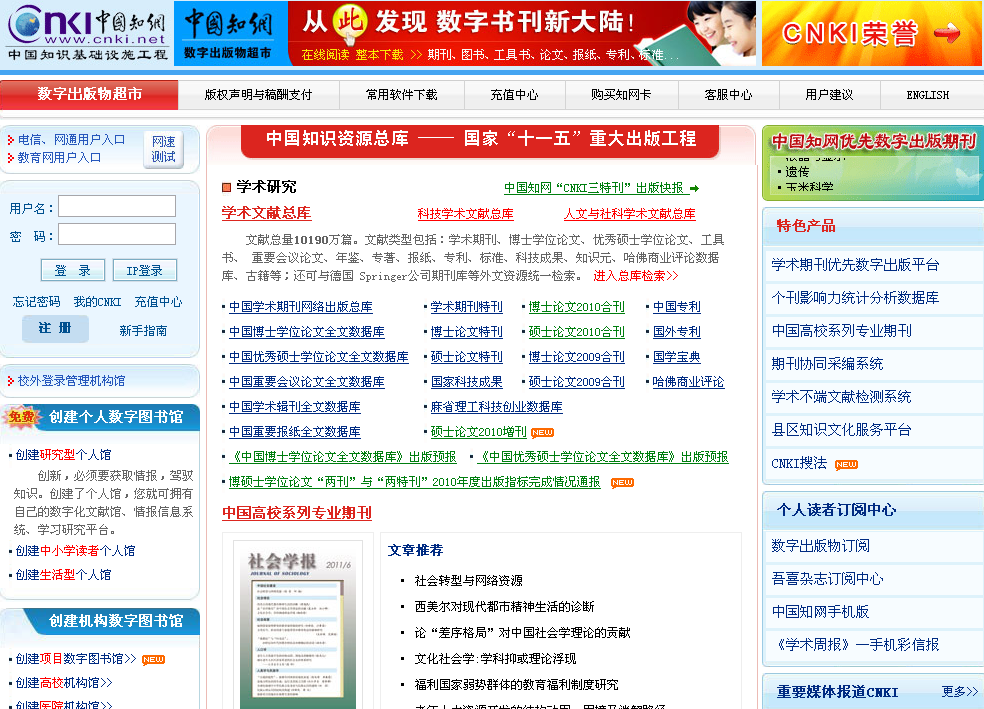 cnki中国知网
www.cnki.net
中国知识基础设施工程
中国知网
数字出版物超市
从 此 发现 数字书刊新大陆!
在线阅读 整本下载 >> 期刊、图书、工具书、论文、报纸、专利、标准...
CNKI荣誉
数字出版物超市
版权声明与稿酬支付
常用软件下载
充值中心
购买知网卡
客服中心
用户建议
ENGLISH
电信、网通用户入口
教育网用户入口
网速
测试
用户名:
密 码:
登 录
IP登录
忘记密码 我的CNKI 充值中心
注 册
新手指南
校外登录管理机构馆
免费 创建个人数字图书馆
创建研究型个人馆
创新,必须要获取情报,驾驭
知识。创建了个人馆,您就可拥有
自己的数字化文献馆、情报信息系
统、学习研究平台。
创建中小学读者个人馆
创建生活型个人馆
创建机构数字图书馆
创建项目数字图书馆>> NEW
创建高校机构馆>>
创建医院机构馆>>
中国知识资源总库 —— 国家“十一五”重大出版工程
学术研究
中国知网“CNKI三特刊”出版快报
学术文献总库
科技学术文献总库
人文与社科学术文献总库
文献总量10190万篇。文献类型包括:学术期刊、博士学位论文、优秀硕士学位论文、工具
书、 重要会议论文、年鉴、专著、报纸、专利、标准、科技成果、知识元、哈佛商业评论数据
库、古籍等;还可与德国 Springer公司期刊库等外文资源统一检索。 进入总库检索>>
中国学术期刊网络出版总库 学术期刊特刊 博士论文2010合刊 中国专利
中国博士学位论文全文数据库 博士论文特刊 硕士论文2010合刊 国外专利
中国优秀硕士学位论文全文数据库 硕士论文特刊 博士论文2009合刊 国学宝典
中国重要会议论文全文数据库 国家科技成果 硕士论文2009合刊 哈佛商业评论
中国学术辑刊全文数据库 麻省理工科技创业数据库
中国重要报纸全文数据库 硕士论文2010增刊 NEW
《中国博士学位论文全文数据库》出版预报 《中国优秀硕士学位论文全文数据库》出版预报
博硕士学位论文“两刊”与“两特刊”2010年度出版指标完成情况通报 NEW
中国高校系列专业期刊
社会学报 2011/6
JOURNAL OF SOCIOLOGY
文章推荐
社会转型与网络资源
西美尔对现代都市精神生活的诊断
论“差序格局”对中国社会学理论的贡献
文化社会学:学科抑或理论浮现
福利国家弱势群体的教育福利制度研究
中国知网优先数字出版期刊
遗传
玉米科学
特色产品
学术期刊优先数字出版平台
个刊影响力统计分析数据库
中国高校系列专业期刊
期刊协同采编系统
学术不端文献检测系统
县区知识文化服务平台
CNKI搜法 NEW
个人读者订阅中心
数字出版物订阅
吾喜杂志订阅中心
中国知网手机版
《学术周报》—手机彩信报
重要媒体报道CNKI 更多>>